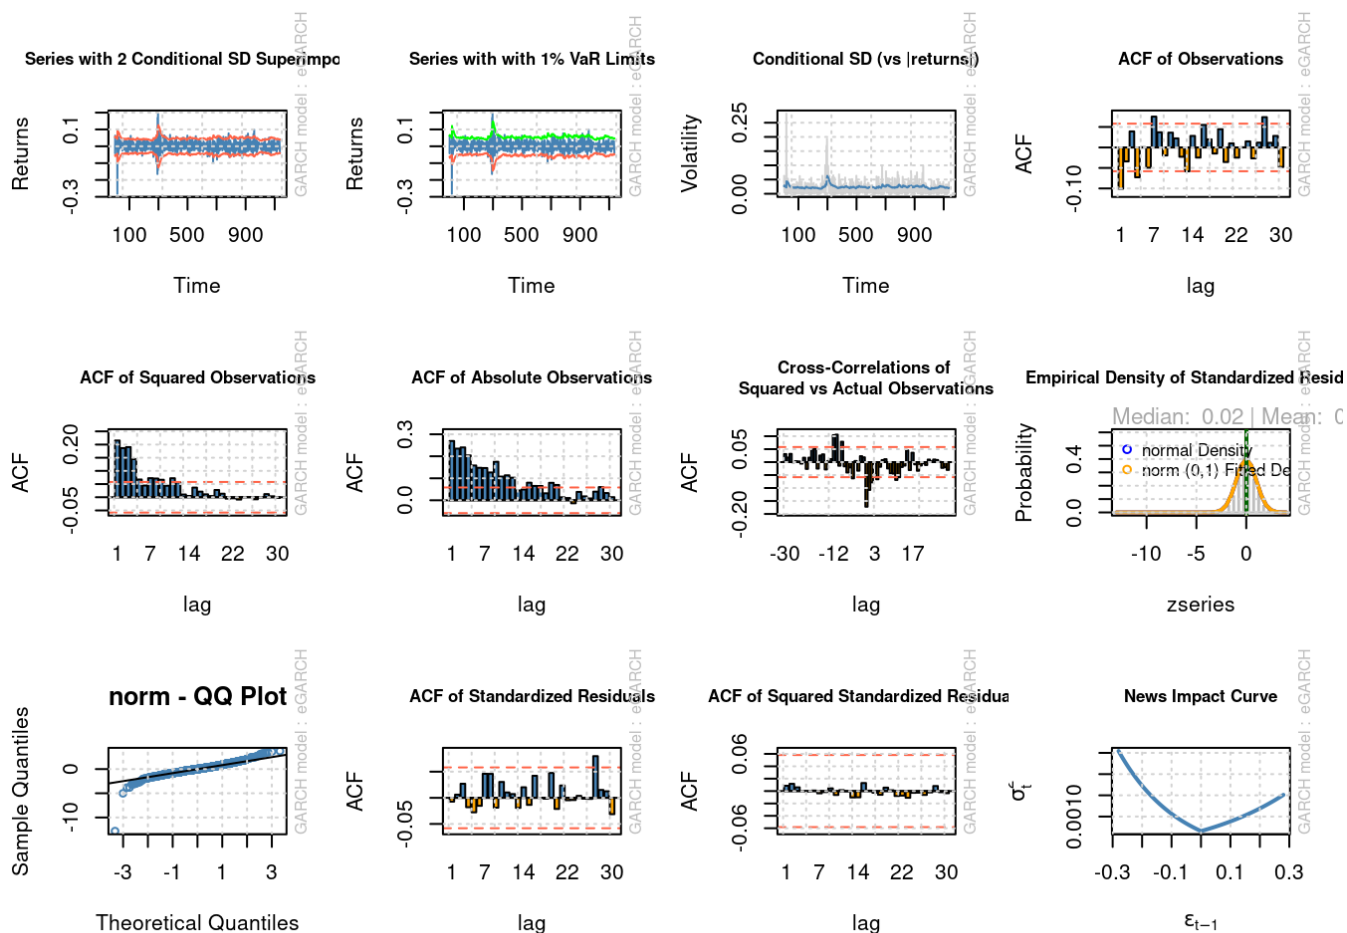 Series with 2 Conditional SD Superimpo
Returns
0.1
-0.3
100 500 900
Time
GARCH model : eGARCH
Series with with 1% VaR Limits
Returns
0.1
-0.3
100 500 900
Time
GARCH model : eGARCH
Conditional SD (vs |returns|)
Volatility
0.25
0.00
100 500 900
Time
GARCH model : eGARCH
ACF of Observations
ACF
-0.10
1 7 14 22 30
lag
GARCH model : eGARCH
ACF of Squared Observations
ACF
0.20
-0.05
1 7 14 22 30
lag
GARCH model : eGARCH
ACF of Absolute Observations
ACF
0.3
0.0
1 7 14 22 30
lag
GARCH model : eGARCH
Cross-Correlations of
Squared vs Actual Observations
ACF
0.05
-0.20
-30 -12 3 17
lag
GARCH model : eGARCH
Empirical Density of Standardized Resid
Median: 0.02 | Mean: 0
Probability
0.4
0.0
normal Density
norm (0,1) Fitted De
-10 -5 0
zseries
GARCH model : eGARCH
norm - QQ Plot
Sample Quantiles
0
-10
-3 -1 1 3
Theoretical Quantiles
GARCH model : eGARCH
ACF of Standardized Residuals
ACF
-0.05
1 7 14 22 30
lag
GARCH model : eGARCH
ACF of Squared Standardized Residua
ACF
0.06
-0.06
1 7 14 22 30
lag
GARCH model : eGARCH
News Impact Curve
0.0010
-0.3 -0.1 0.1 0.3
εt−1
GARCH model : eGARCH